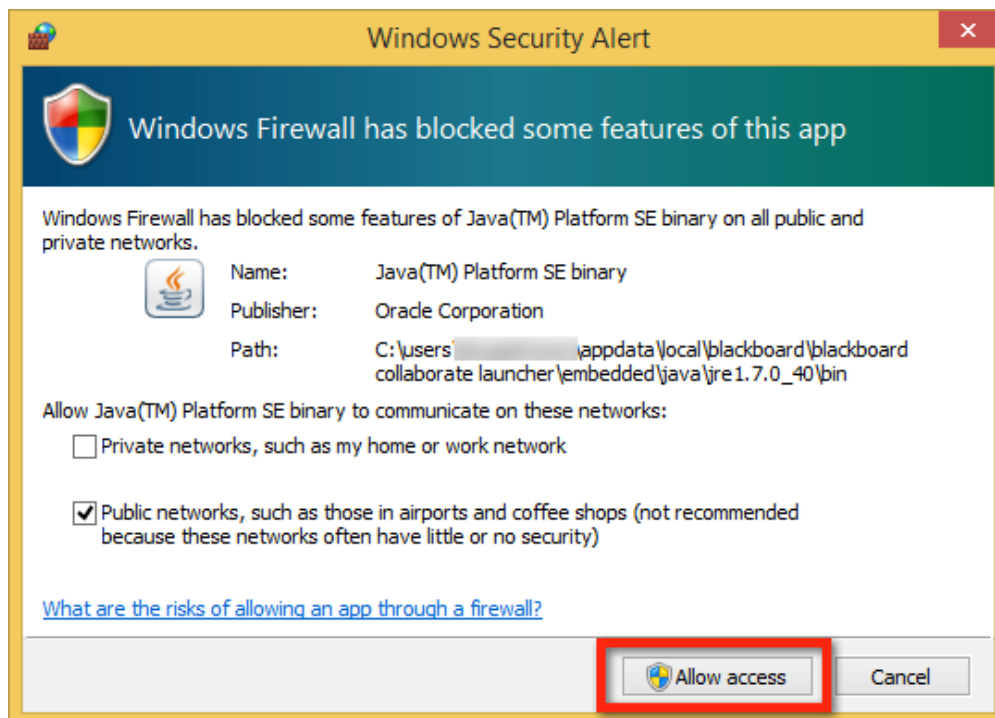 Windows Security Alert
Windows Firewall has blocked some features of this app
Windows Firewall has blocked some features of Java(TM) Platform SE binary on all public and
private networks.
Name: Java(TM) Platform SE binary
Publisher: Oracle Corporation
Path: C:\users\ \appdata\local\blackboard\blackboard
collaborate launcher\embedded\java\jre1.7.0_40\bin
Allow Java(TM) Platform SE binary to communicate on these networks:
Private networks, such as my home or work network
Public networks, such as those in airports and coffee shops (not recommended
because these networks often have little or no security)
What are the risks of allowing an app through a firewall?
Allow access Cancel